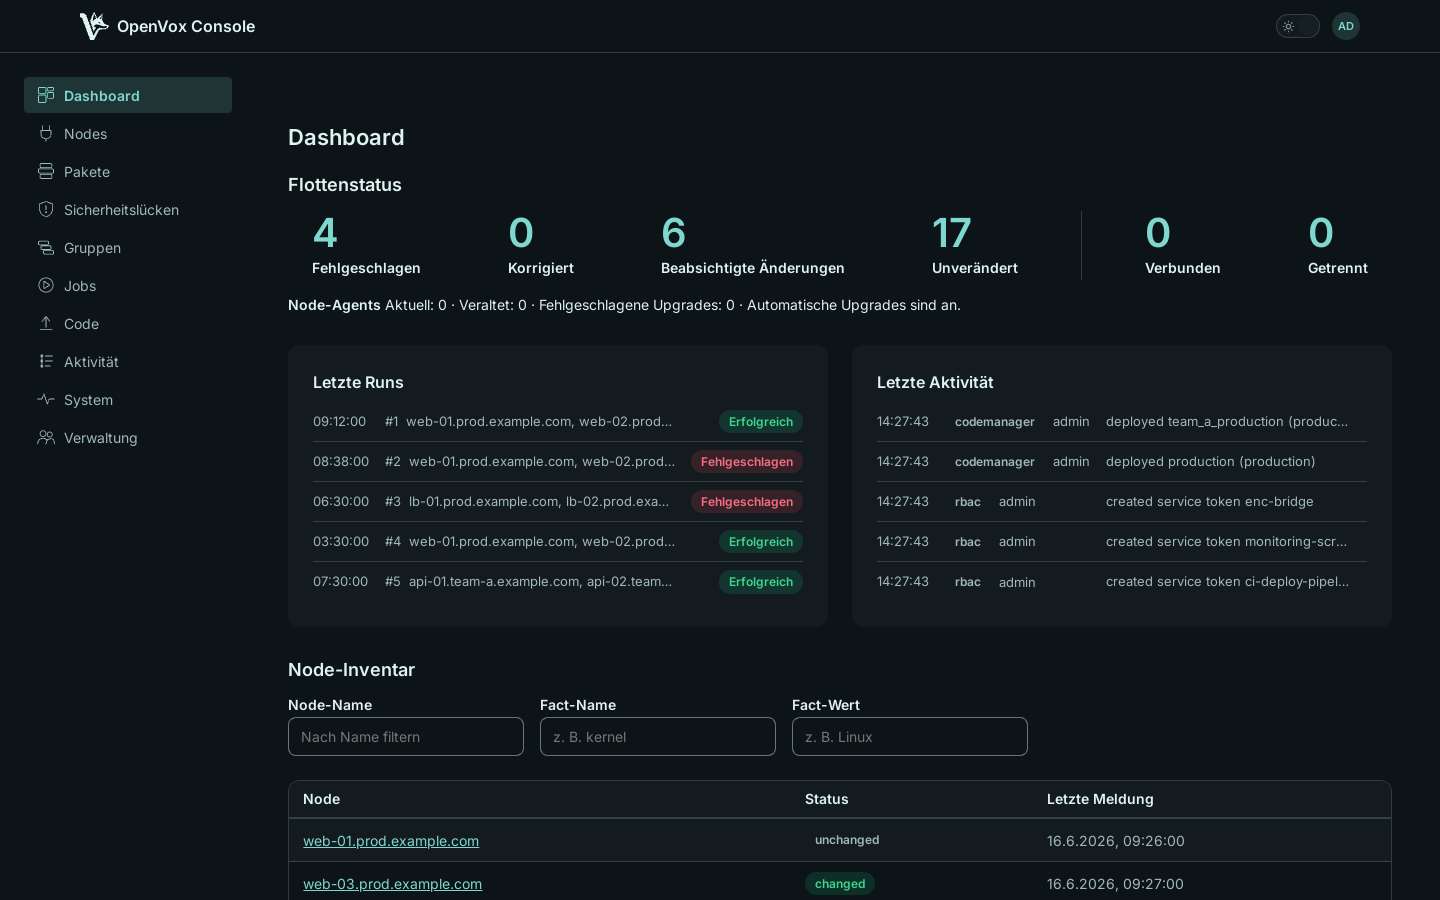 OpenVox Console
AD
Dashboard
Nodes
Pakete
Sicherheitslücken
Gruppen
Jobs
Code
Aktivität
System
Verwaltung
Dashboard
Flottenstatus
4 0 6 17 0 0
Fehlgeschlagen Korrigiert Beabsichtigte Änderungen Unverändert Verbunden Getrennt
Node-Agents Aktuell: 0 · Veraltet: 0 · Fehlgeschlagene Upgrades: 0 · Automatische Upgrades sind an.
Letzte Runs
09:12:00 #1 web-01.prod.example.com, web-02.prod... Erfolgreich
08:38:00 #2 web-01.prod.example.com, web-02.prod... Fehlgeschlagen
06:30:00 #3 lb-01.prod.example.com, lb-02.prod.exa... Fehlgeschlagen
03:30:00 #4 web-01.prod.example.com, web-02.prod... Erfolgreich
07:30:00 #5 api-01.team-a.example.com, api-02.team... Erfolgreich
Letzte Aktivität
14:27:43 codemanager admin deployed team_a_production (produc...
14:27:43 codemanager admin deployed production (production)
14:27:43 rbac admin created service token enc-bridge
14:27:43 rbac admin created service token monitoring-scr...
14:27:43 rbac admin created service token ci-deploy-pipel...
Node-Inventar
Node-Name Fact-Name Fact-Wert
Nach Name filtern z. B. kernel z. B. Linux
Node Status Letzte Meldung
web-01.prod.example.com unchanged 16.6.2026, 09:26:00
web-03.prod.example.com changed 16.6.2026, 09:27:00